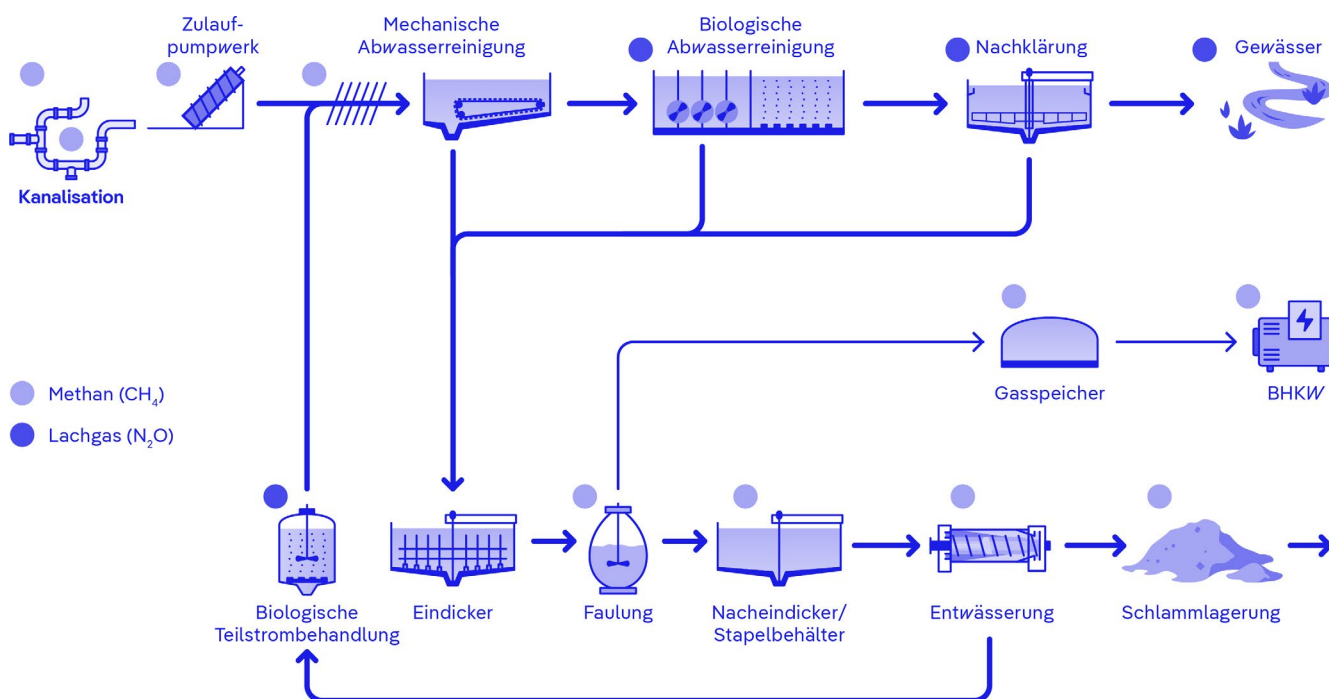 Zulauf-
pumpwerk
Mechanische
Abwasserreinigung
Biologische
Abwasserreinigung
Nachklärung
Gewässer
Kanalisation
Gasspeicher
BHKW
Methan (CH₄)
Lachgas (N₂O)
Biologische
Teilstrombehandlung
Eindicker
Faulung
Nacheindicker/
Stapelbehälter
Entwässerung
Schlammlagerung